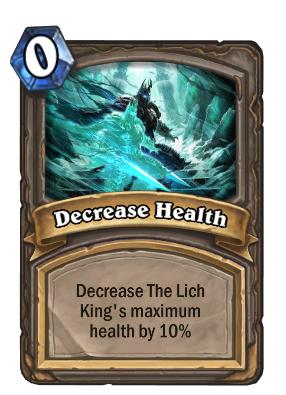 0
Decrease Health
Decrease The Lich
King's maximum
health by 10%